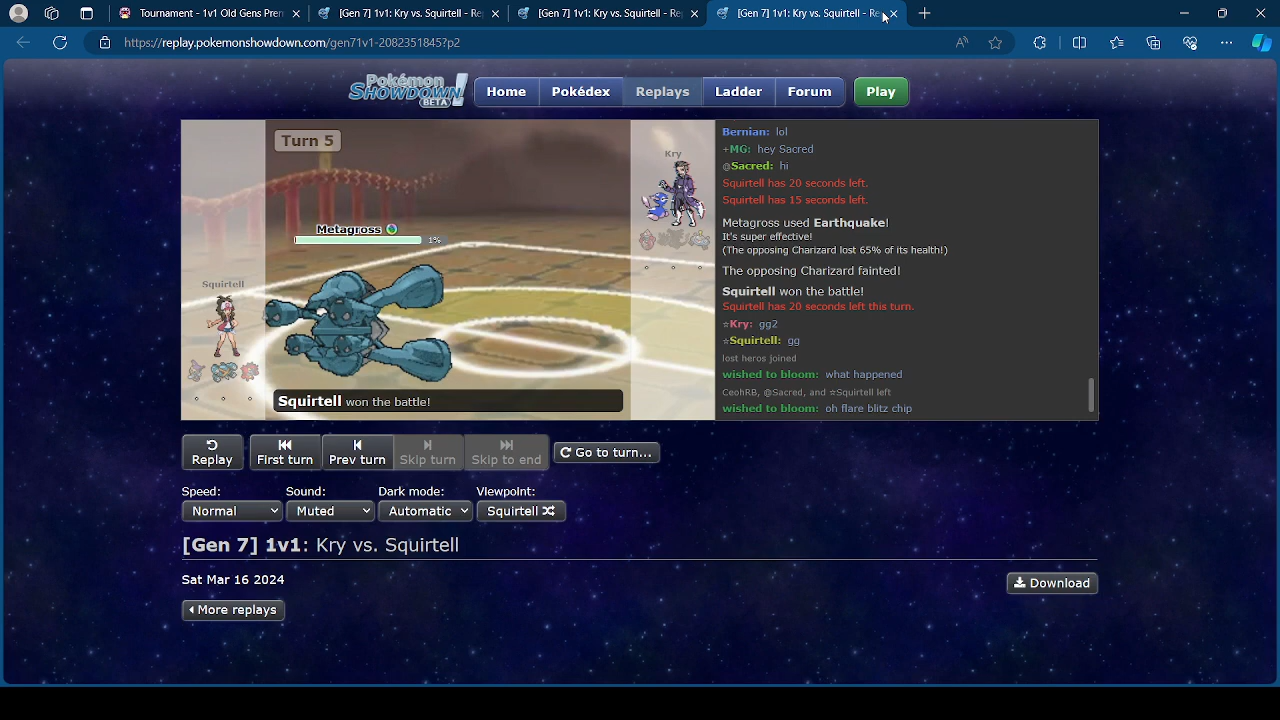 Tournament - 1v1 Old Gens Prem
[Gen 7] 1v1: Kry vs. Squirtell - Re
[Gen 7] 1v1: Kry vs. Squirtell - Re
[Gen 7] 1v1: Kry vs. Squirtell - Re
https://replay.pokemonshowdown.com/gen71v1-2082351845?p2
Pokémon
SHOWDOWN!
BETA
Home
Pokédex
Replays
Ladder
Forum
Play
Turn 5
Kry
Metagross
1%
Squirtell
Squirtell won the battle!
Bernian: lol
+MG: hey Sacred
@Sacred: hi
Squirtell has 20 seconds left.
Squirtell has 15 seconds left.
Metagross used Earthquake!
It's super effective!
(The opposing Charizard lost 65% of its health!)
The opposing Charizard fainted!
Squirtell won the battle!
Squirtell has 20 seconds left this turn.
☆Kry: gg2
☆Squirtell: gg
lost heros joined
wished to bloom: what happened
CeohRB, @Sacred, and ☆Squirtell left
wished to bloom: oh flare blitz chip
Replay
First turn
Prev turn
Skip turn
Skip to end
Go to turn...
Speed:
Sound:
Dark mode:
Viewpoint:
Normal
Muted
Automatic
Squirtell
[Gen 7] 1v1: Kry vs. Squirtell
Sat Mar 16 2024
Download
More replays